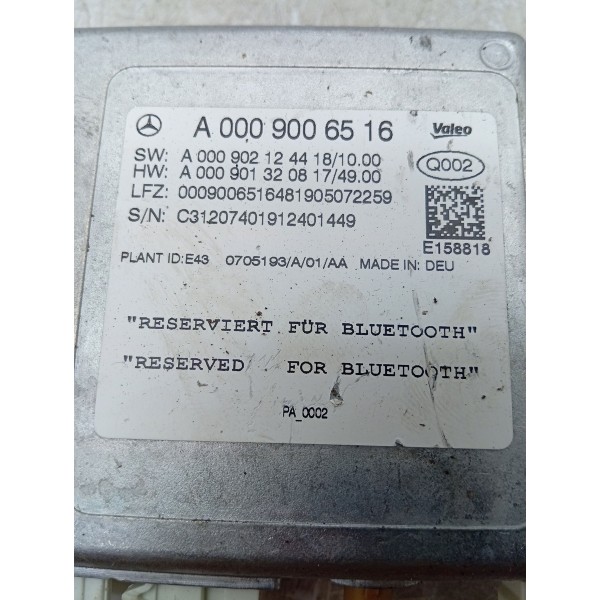 A 000 900 65 16 Valeo
SW: A 000 902 12 44 18/10.00 Q002
HW: A 000 901 32 08 17/49.00
LFZ: 0009006516481905072259
S/N: C31207401912401449 E158818
PLANT ID:E43 0705193/A/01/AA MADE IN: DEU
"RESERVIERT FÜR BLUETOOTH"
"RESERVED FOR BLUETOOTH"
PA_0002